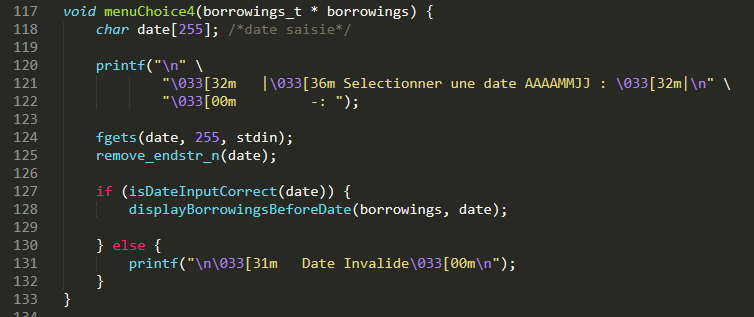 117 void menuChoice4(borrowings_t * borrowings) {
118 char date[255]; /*date saisie*/
119
120 printf("\n" \
121 "\033[32m   |\033[36m Selectionner une date AAAAMMJJ : \033[32m|\n" \
122 "\033[00m         -: ");
123
124 fgets(date, 255, stdin);
125 remove_endstr_n(date);
126
127 if (isDateInputCorrect(date)) {
128 displayBorrowingsBeforeDate(borrowings, date);
129
130 } else {
131 printf("\n\033[31m   Date Invalide\033[00m\n");
132 }
133 }